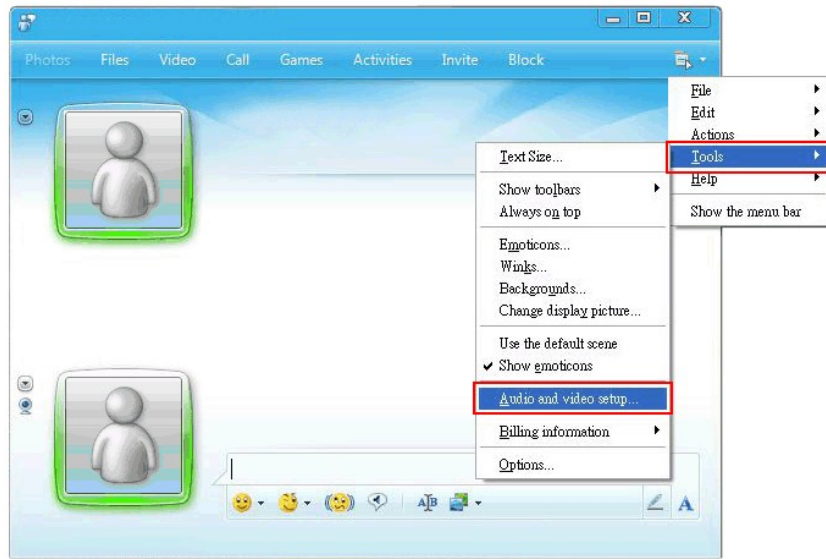 Photos Files Video Call Games Activities Invite Block
File
Edit
Actions
Tools
Help
Show the menu bar
Text Size...
Show toolbars
Always on top
Emoticons...
Winks...
Backgrounds...
Change display picture...
Use the default scene
Show emoticons
Audio and video setup...
Billing information
Options...
AB
A